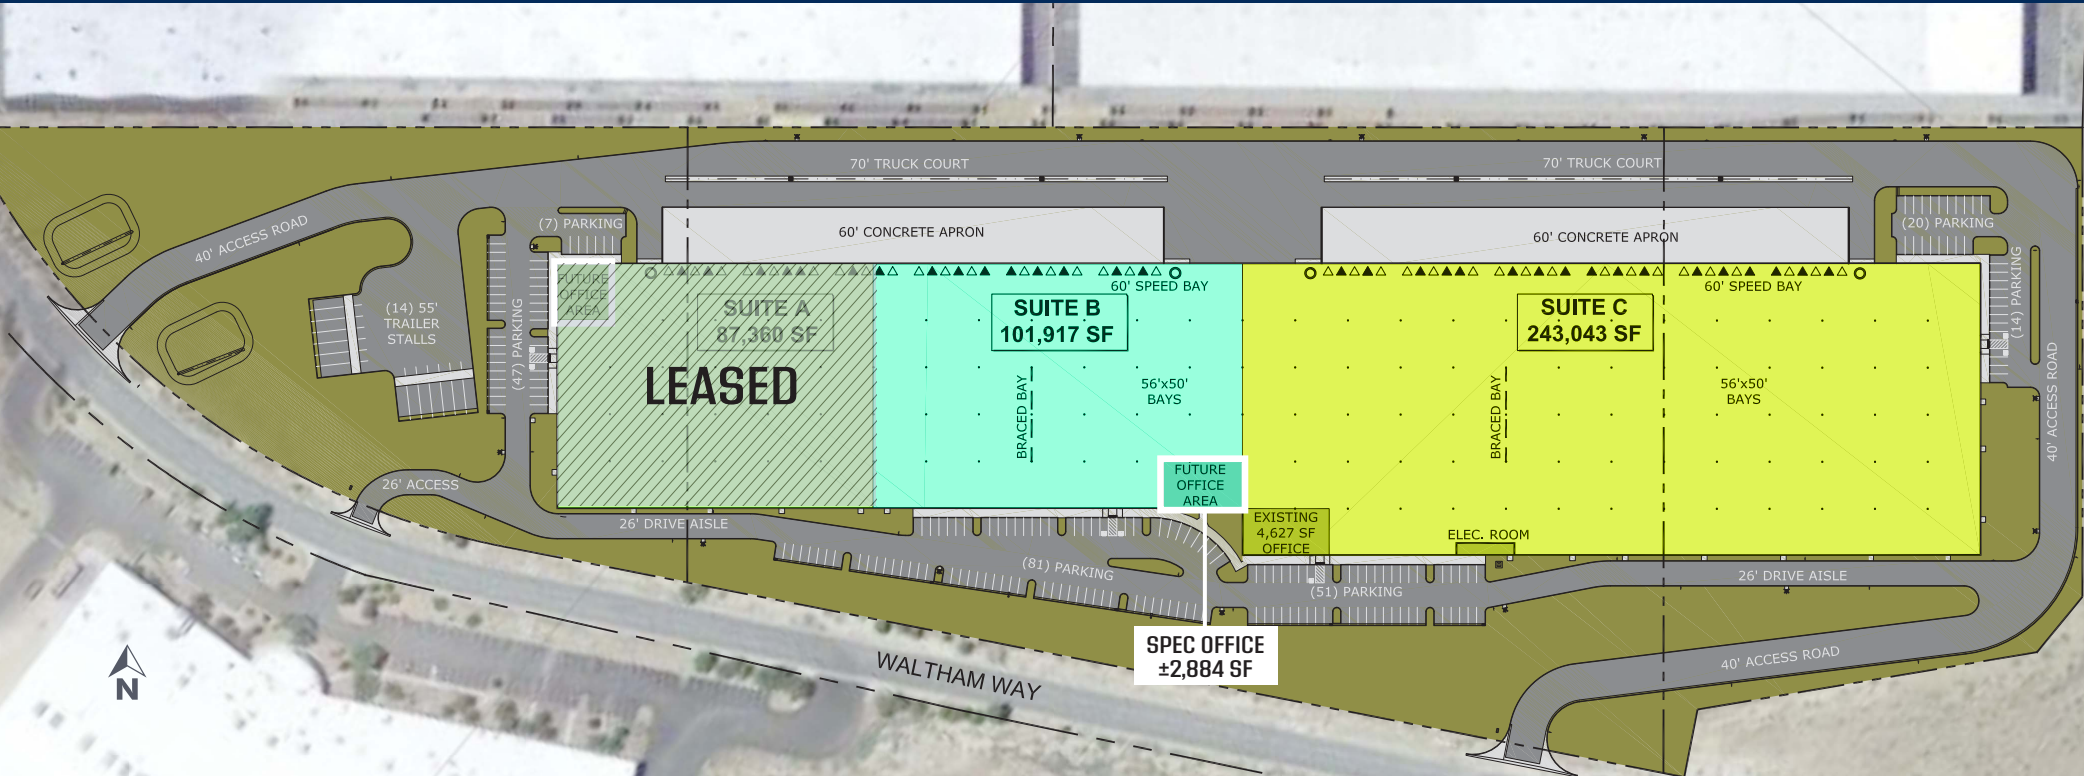 70' TRUCK COURT
70' TRUCK COURT
40' ACCESS ROAD
(7) PARKING
60' CONCRETE APRON
60' CONCRETE APRON
(20) PARKING
(14) PARKING
FUTURE
OFFICE
AREA
60' SPEED BAY
60' SPEED BAY
SUITE A
87,360 SF
SUITE B
101,917 SF
SUITE C
243,043 SF
(14) 55'
TRAILER
STALLS
(47) PARKING
LEASED
BRACED BAY
56'x50'
BAYS
BRACED BAY
56'x50'
BAYS
40' ACCESS ROAD
26' ACCESS
FUTURE
OFFICE
AREA
26' DRIVE AISLE
EXISTING
4,627 SF
OFFICE
ELEC. ROOM
(81) PARKING
(51) PARKING
26' DRIVE AISLE
SPEC OFFICE
±2,884 SF
40' ACCESS ROAD
WALTHAM WAY
N